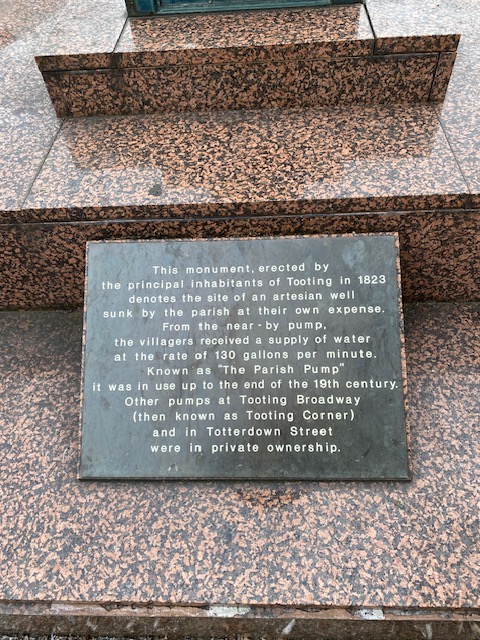 This monument, erected by
the principal inhabitants of Tooting in 1823
denotes the site of an artesian well
sunk by the parish at their own expense.
From the near-by pump,
the villagers received a supply of water
at the rate of 130 gallons per minute.
Known as "The Parish Pump"
it was in use up to the end of the 19th century.
Other pumps at Tooting Broadway
(then known as Tooting Corner)
and in Totterdown Street
were in private ownership.